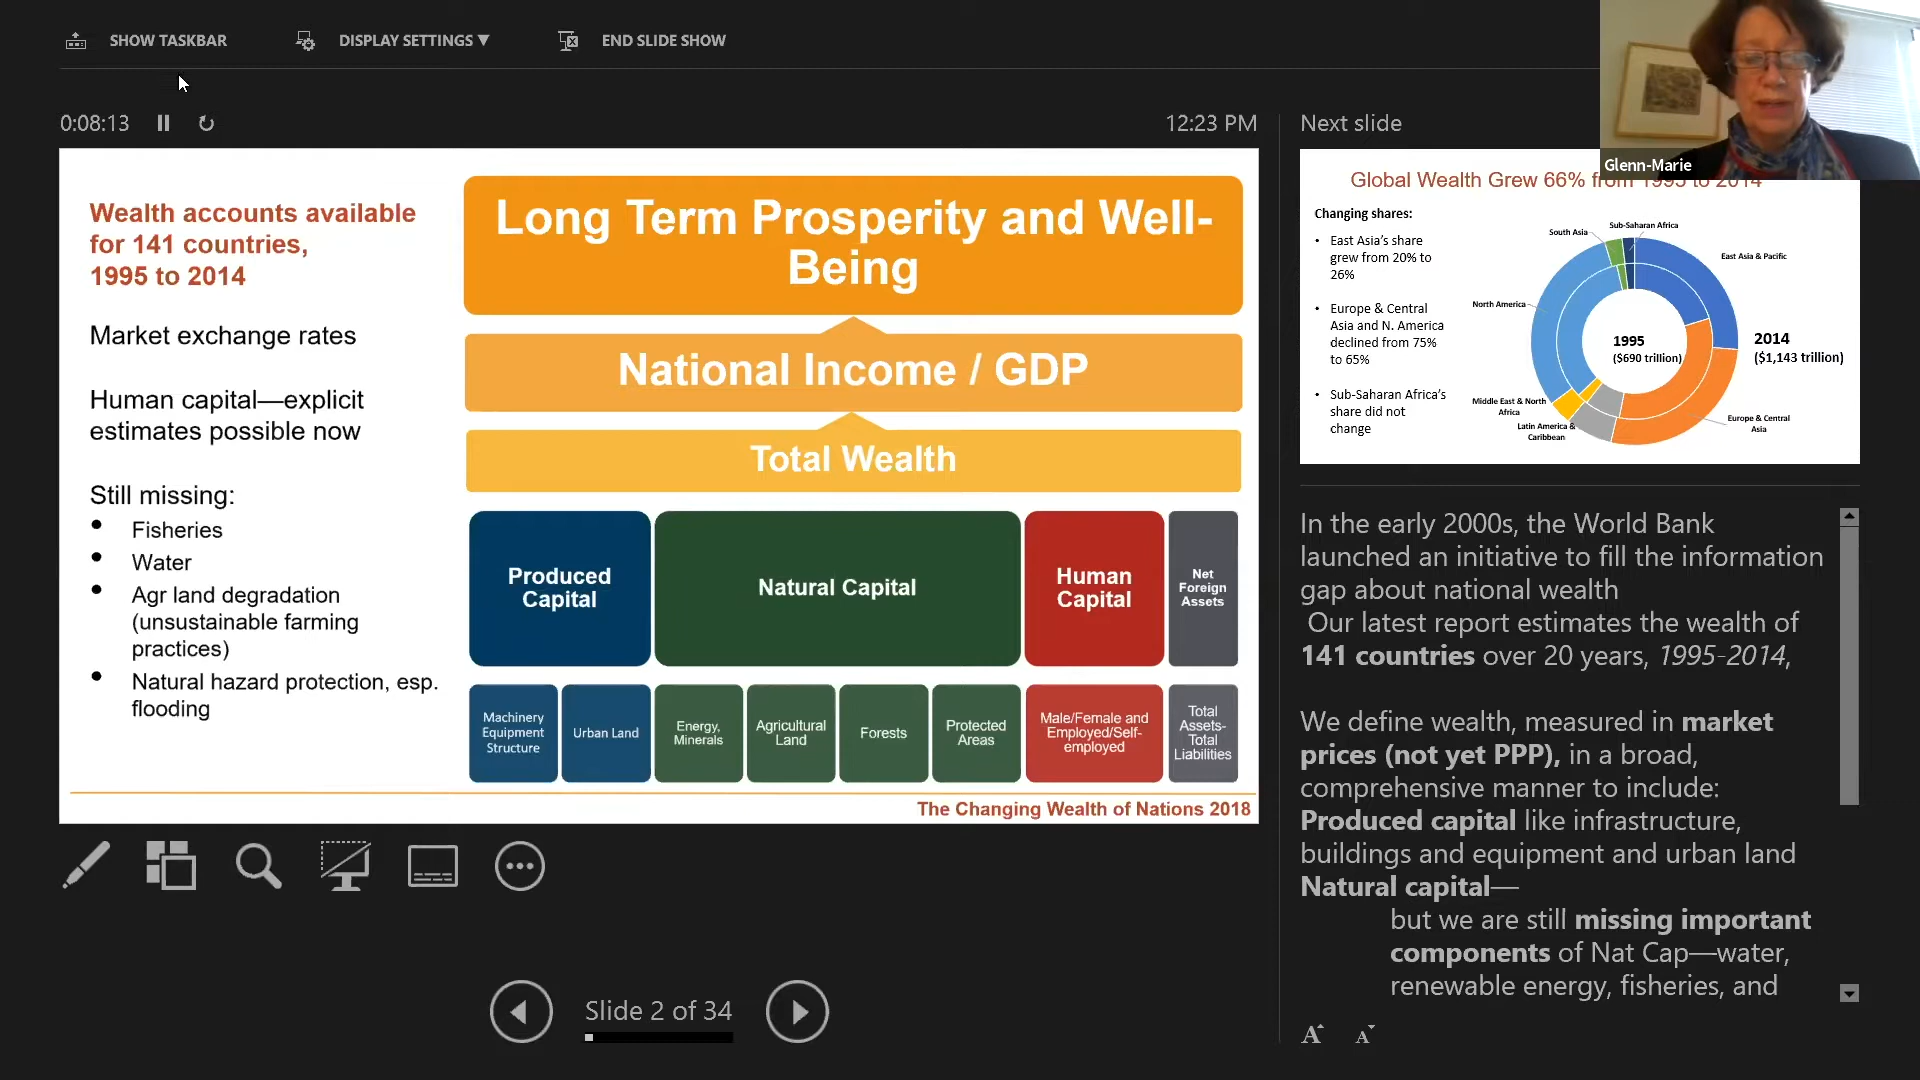 SHOW TASKBAR
DISPLAY SETTINGS ▼
END SLIDE SHOW
0:08:13
12:23 PM
Wealth accounts available
for 141 countries,
1995 to 2014
Market exchange rates
Human capital—explicit
estimates possible now
Still missing:
• Fisheries
• Water
• Agr land degradation
(unsustainable farming
practices)
• Natural hazard protection, esp.
flooding
Long Term Prosperity and Well-
Being
National Income / GDP
Total Wealth
Produced
Capital
Natural Capital
Human
Capital
Net
Foreign
Assets
Machinery
Equipment
Structure
Urban Land
Energy,
Minerals
Agricultural
Land
Forests
Protected
Areas
Male/Female and
Employed/Self-
employed
Total
Assets-
Total
Liabilities
The Changing Wealth of Nations 2018
Slide 2 of 34
Next slide
Glenn-Marie
Global Wealth Grew 66% from 1995 to 2014
Changing shares:
• East Asia's share
grew from 20% to
26%
• Europe & Central
Asia and N. America
declined from 75%
to 65%
• Sub-Saharan Africa's
share did not
change
South Asia
Sub-Saharan Africa
East Asia & Pacific
North America
1995
($690 trillion)
2014
($1,143 trillion)
Middle East & North
Africa
Latin America &
Caribbean
Europe & Central
Asia
In the early 2000s, the World Bank
launched an initiative to fill the information
gap about national wealth
Our latest report estimates the wealth of
141 countries over 20 years, 1995-2014,
We define wealth, measured in market
prices (not yet PPP), in a broad,
comprehensive manner to include:
Produced capital like infrastructure,
buildings and equipment and urban land
Natural capital—
but we are still missing important
components of Nat Cap—water,
renewable energy, fisheries, and
A A